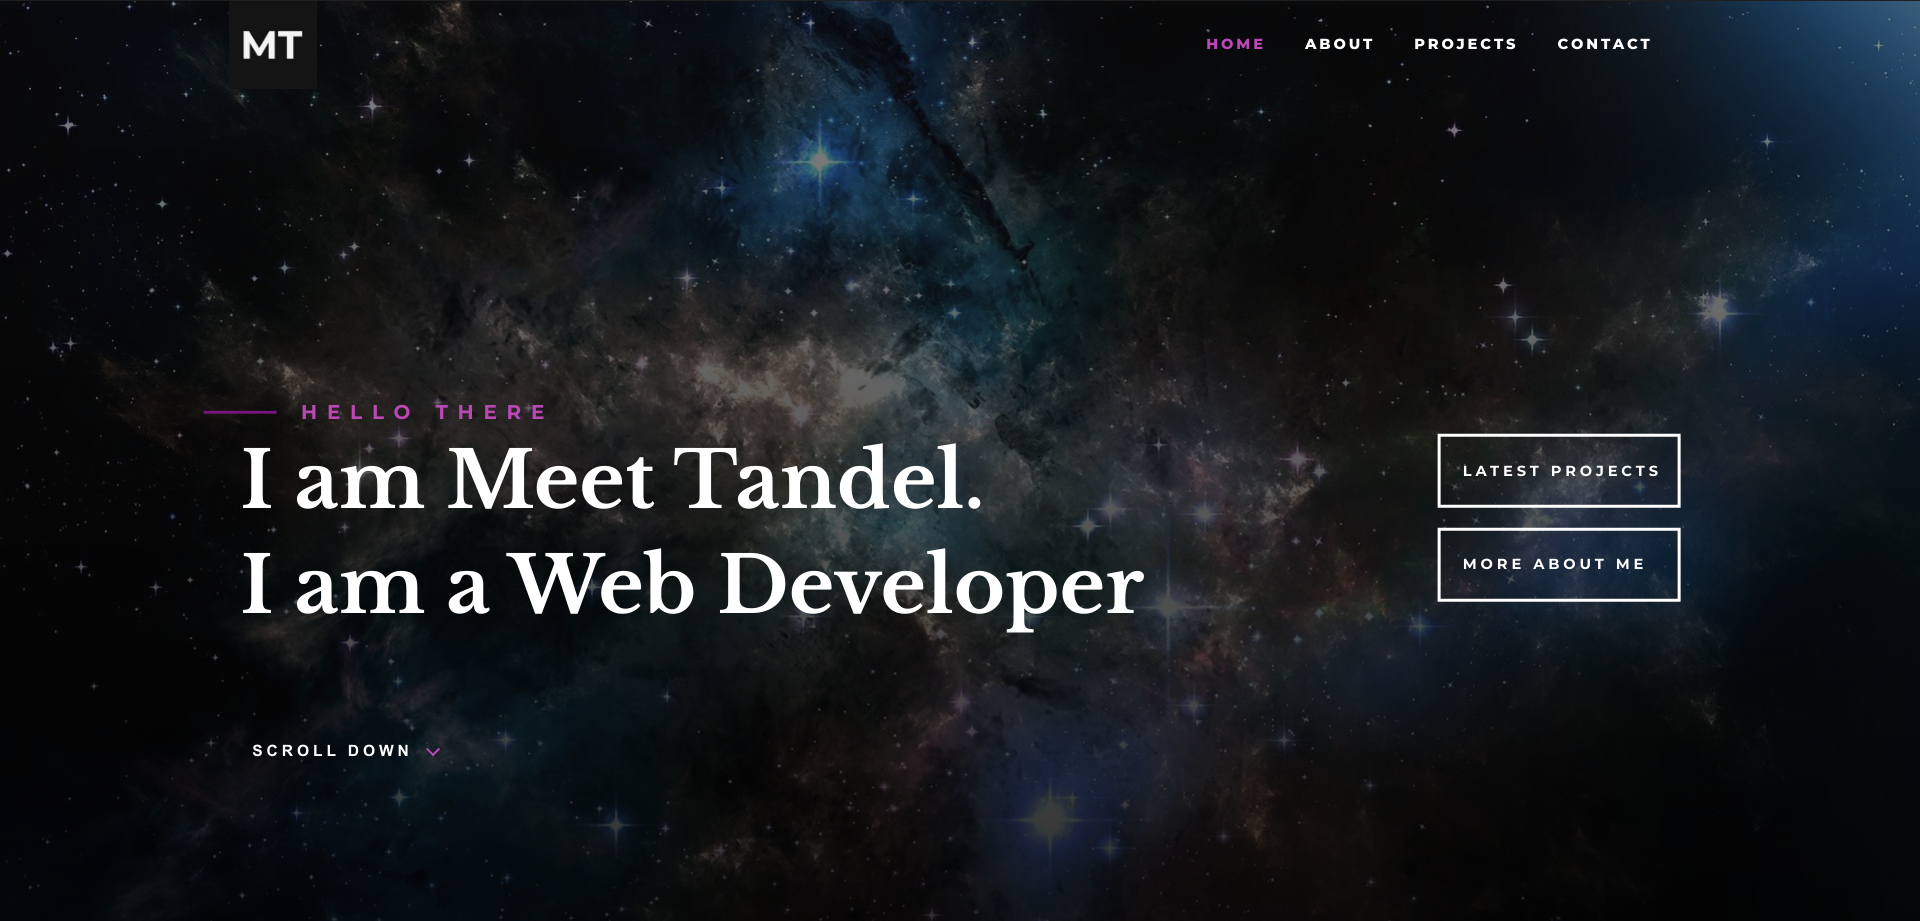 MT
HOME ABOUT PROJECTS CONTACT
HELLO THERE
I am Meet Tandel.
I am a Web Developer
LATEST PROJECTS
MORE ABOUT ME
SCROLL DOWN